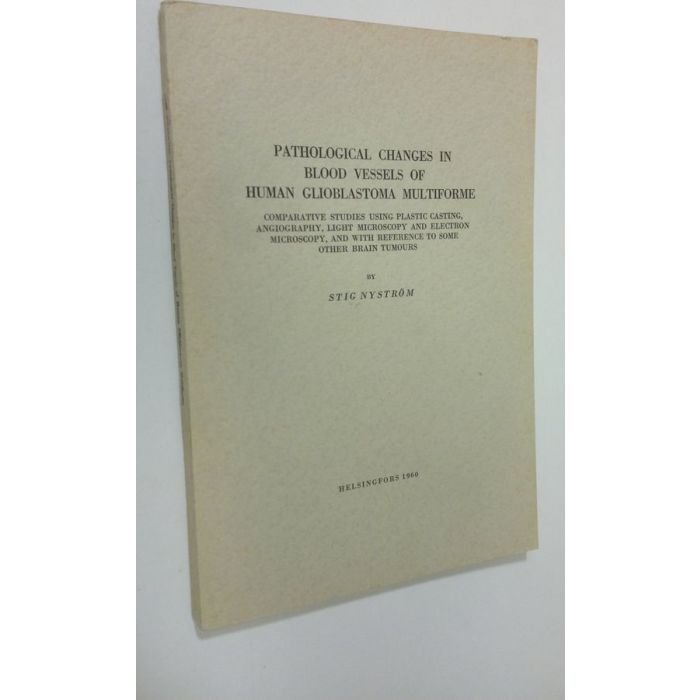 PATHOLOGICAL CHANGES IN
BLOOD VESSELS OF
HUMAN GLIOBLASTOMA MULTIFORME
COMPARATIVE STUDIES USING PLASTIC CASTING,
ANGIOGRAPHY, LIGHT MICROSCOPY AND ELECTRON
MICROSCOPY, AND WITH REFERENCE TO SOME
OTHER BRAIN TUMOURS
BY
STIG NYSTRÖM
HELSINGFORS 1960